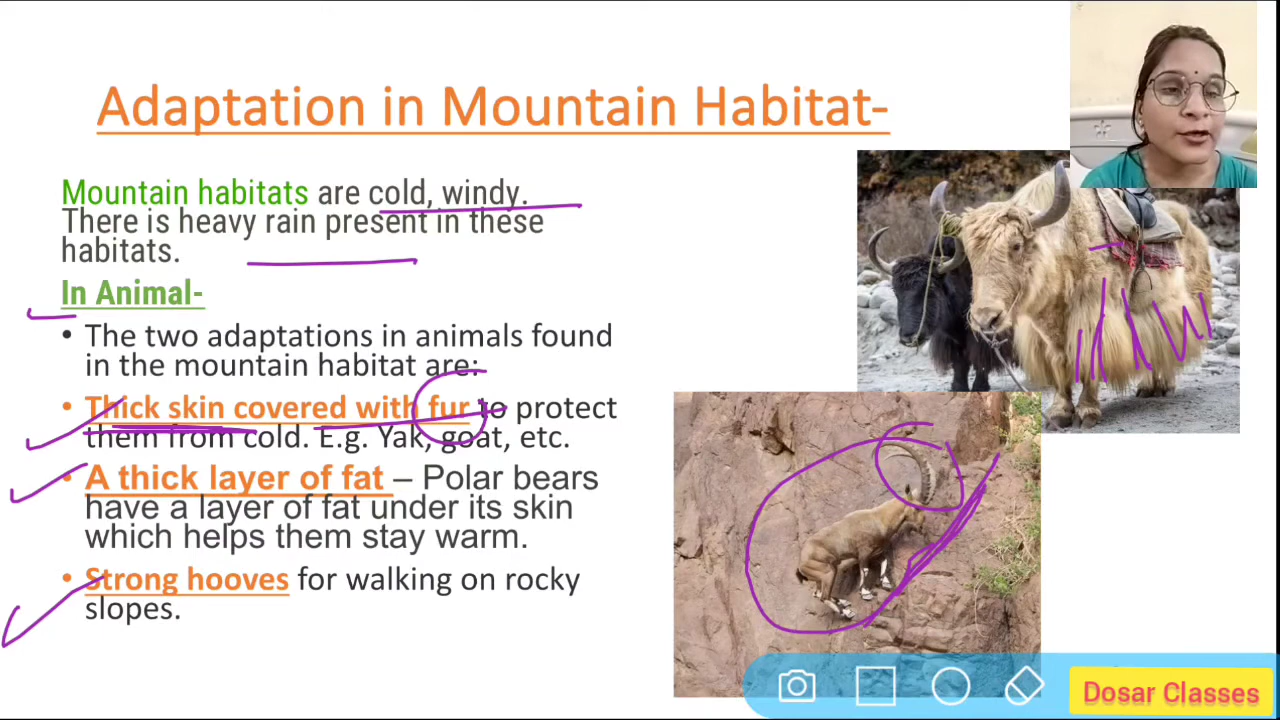 Adaptation in Mountain Habitat-
Mountain habitats are cold, windy.
There is heavy rain present in these
habitats.
In Animal-
• The two adaptations in animals found
in the mountain habitat are:
• Thick skin covered with fur to protect
them from cold. E.g. Yak, goat, etc.
• A thick layer of fat – Polar bears
have a layer of fat under its skin
which helps them stay warm.
• Strong hooves for walking on rocky
slopes.
Dosar Classes